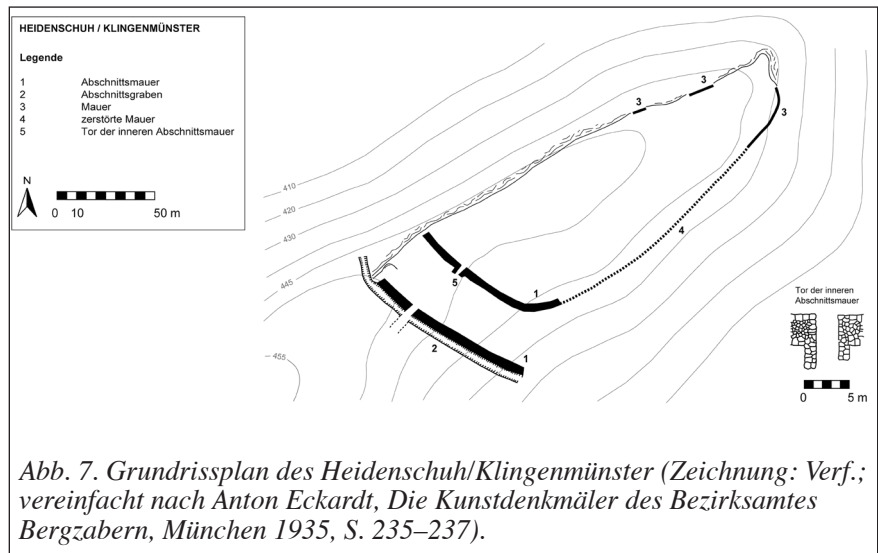 HEIDENSCHUH / KLINGENMÜNSTER
Legende
1 Abschnittsmauer
2 Abschnittsgraben
3 Mauer
4 zerstörte Mauer
5 Tor der inneren Abschnittsmauer
N
0 10 50 m
3
3
3
410
420
430
445
455
4
5
1
2
1
Tor der inneren
Abschnittsmauer
0 5 m
Abb. 7. Grundrissplan des Heidenschuh/Klingenmünster (Zeichnung: Verf.;
vereinfacht nach Anton Eckardt, Die Kunstdenkmäler des Bezirksamtes
Bergzabern, München 1935, S. 235–237).